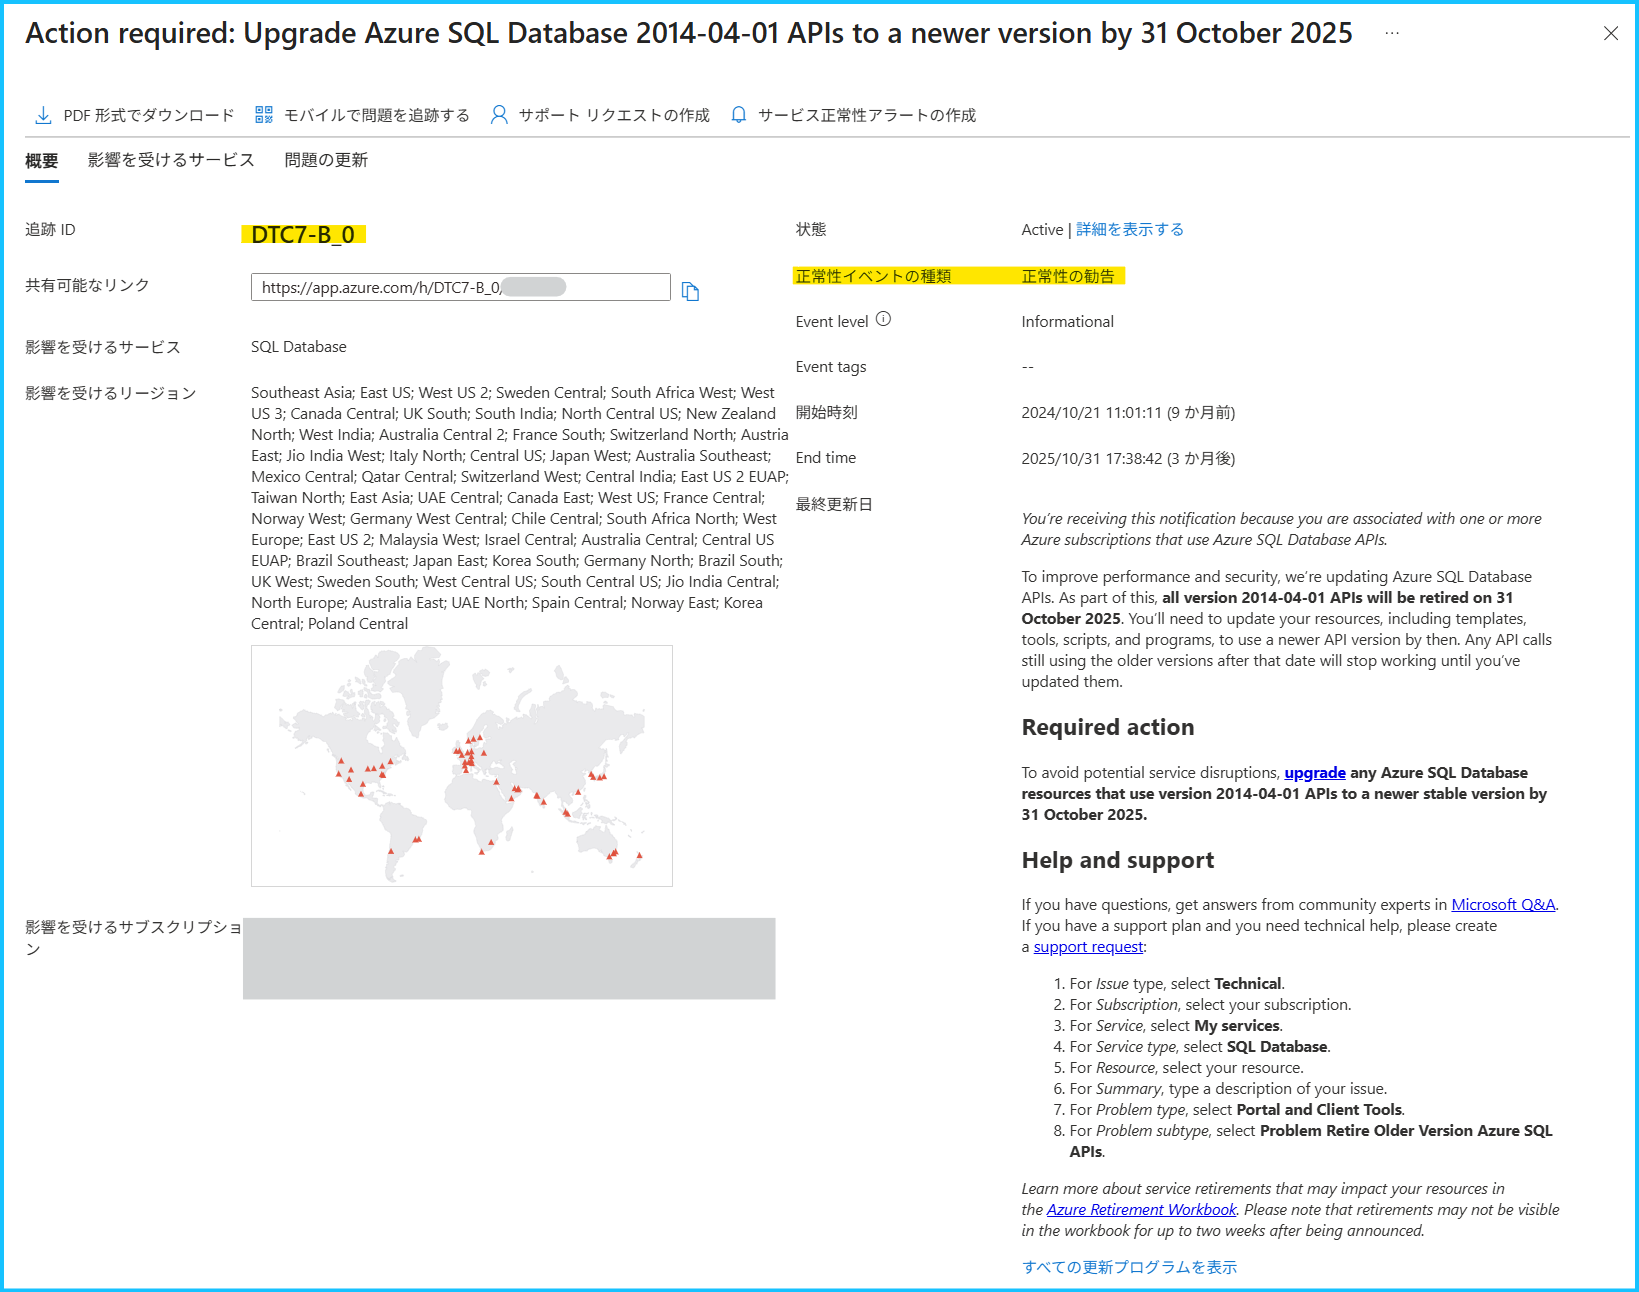 Action required: Upgrade Azure SQL Database 2014-04-01 APIs to a newer version by 31 October 2025 ...
PDF 形式でダウンロード モバイルで問題を追跡する サポート リクエストの作成 サービス正常性アラートの作成
概要 影響を受けるサービス 問題の更新
追跡 ID
DTC7-B_0
共有可能なリンク
https://app.azure.com/h/DTC7-B_0/
影響を受けるサービス
SQL Database
影響を受けるリージョン
Southeast Asia; East US; West US 2; Sweden Central; South Africa West; West
US 3; Canada Central; UK South; South India; North Central US; New Zealand
North; West India; Australia Central 2; France South; Switzerland North; Austria
East; Jio India West; Italy North; Central US; Japan West; Australia Southeast;
Mexico Central; Qatar Central; Switzerland West; Central India; East US 2 EUAP;
Taiwan North; East Asia; UAE Central; Canada East; West US; France Central;
Norway West; Germany West Central; Chile Central; South Africa North; West
Europe; East US 2; Malaysia West; Israel Central; Australia Central; Central US
EUAP; Brazil Southeast; Japan East; Korea South; Germany North; Brazil South;
UK West; Sweden South; West Central US; South Central US; Jio India Central;
North Europe; Australia East; UAE North; Spain Central; Norway East; Korea
Central; Poland Central
影響を受けるサブスクリプショ
ン
状態
Active | 詳細を表示する
正常性イベントの種類
正常性の勧告
Event level
Informational
Event tags
--
開始時刻
2024/10/21 11:01:11 (9 か月前)
End time
2025/10/31 17:38:42 (3 か月後)
最終更新日
You’re receiving this notification because you are associated with one or more
Azure subscriptions that use Azure SQL Database APIs.
To improve performance and security, we’re updating Azure SQL Database
APIs. As part of this, all version 2014-04-01 APIs will be retired on 31
October 2025. You’ll need to update your resources, including templates,
tools, scripts, and programs, to use a newer API version by then. Any API calls
still using the older versions after that date will stop working until you’ve
updated them.
Required action
To avoid potential service disruptions, upgrade any Azure SQL Database
resources that use version 2014-04-01 APIs to a newer stable version by
31 October 2025.
Help and support
If you have questions, get answers from community experts in Microsoft Q&A.
If you have a support plan and you need technical help, please create
a support request:
1. For Issue type, select Technical.
2. For Subscription, select your subscription.
3. For Service, select My services.
4. For Service type, select SQL Database.
5. For Resource, select your resource.
6. For Summary, type a description of your issue.
7. For Problem type, select Portal and Client Tools.
8. For Problem subtype, select Problem Retire Older Version Azure SQL
APIs.
Learn more about service retirements that may impact your resources in
the Azure Retirement Workbook. Please note that retirements may not be visible
in the workbook for up to two weeks after being announced.
すべての更新プログラムを表示